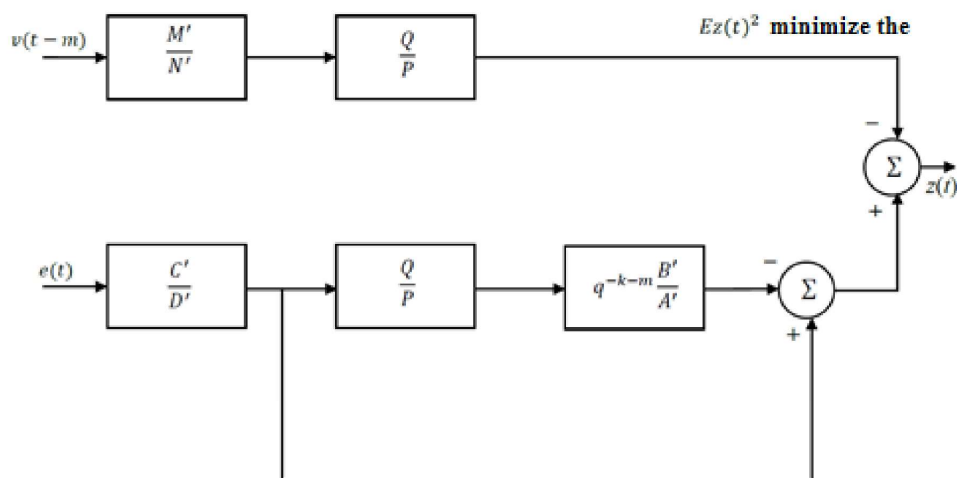 v(t − m)
M′
N′
Q
P
Ez(t)² minimize the
−
Σ
+
z(t)
e(t)
C′
D′
Q
P
q⁻ᵏ⁻ᵐ B′
A′
−
Σ
+